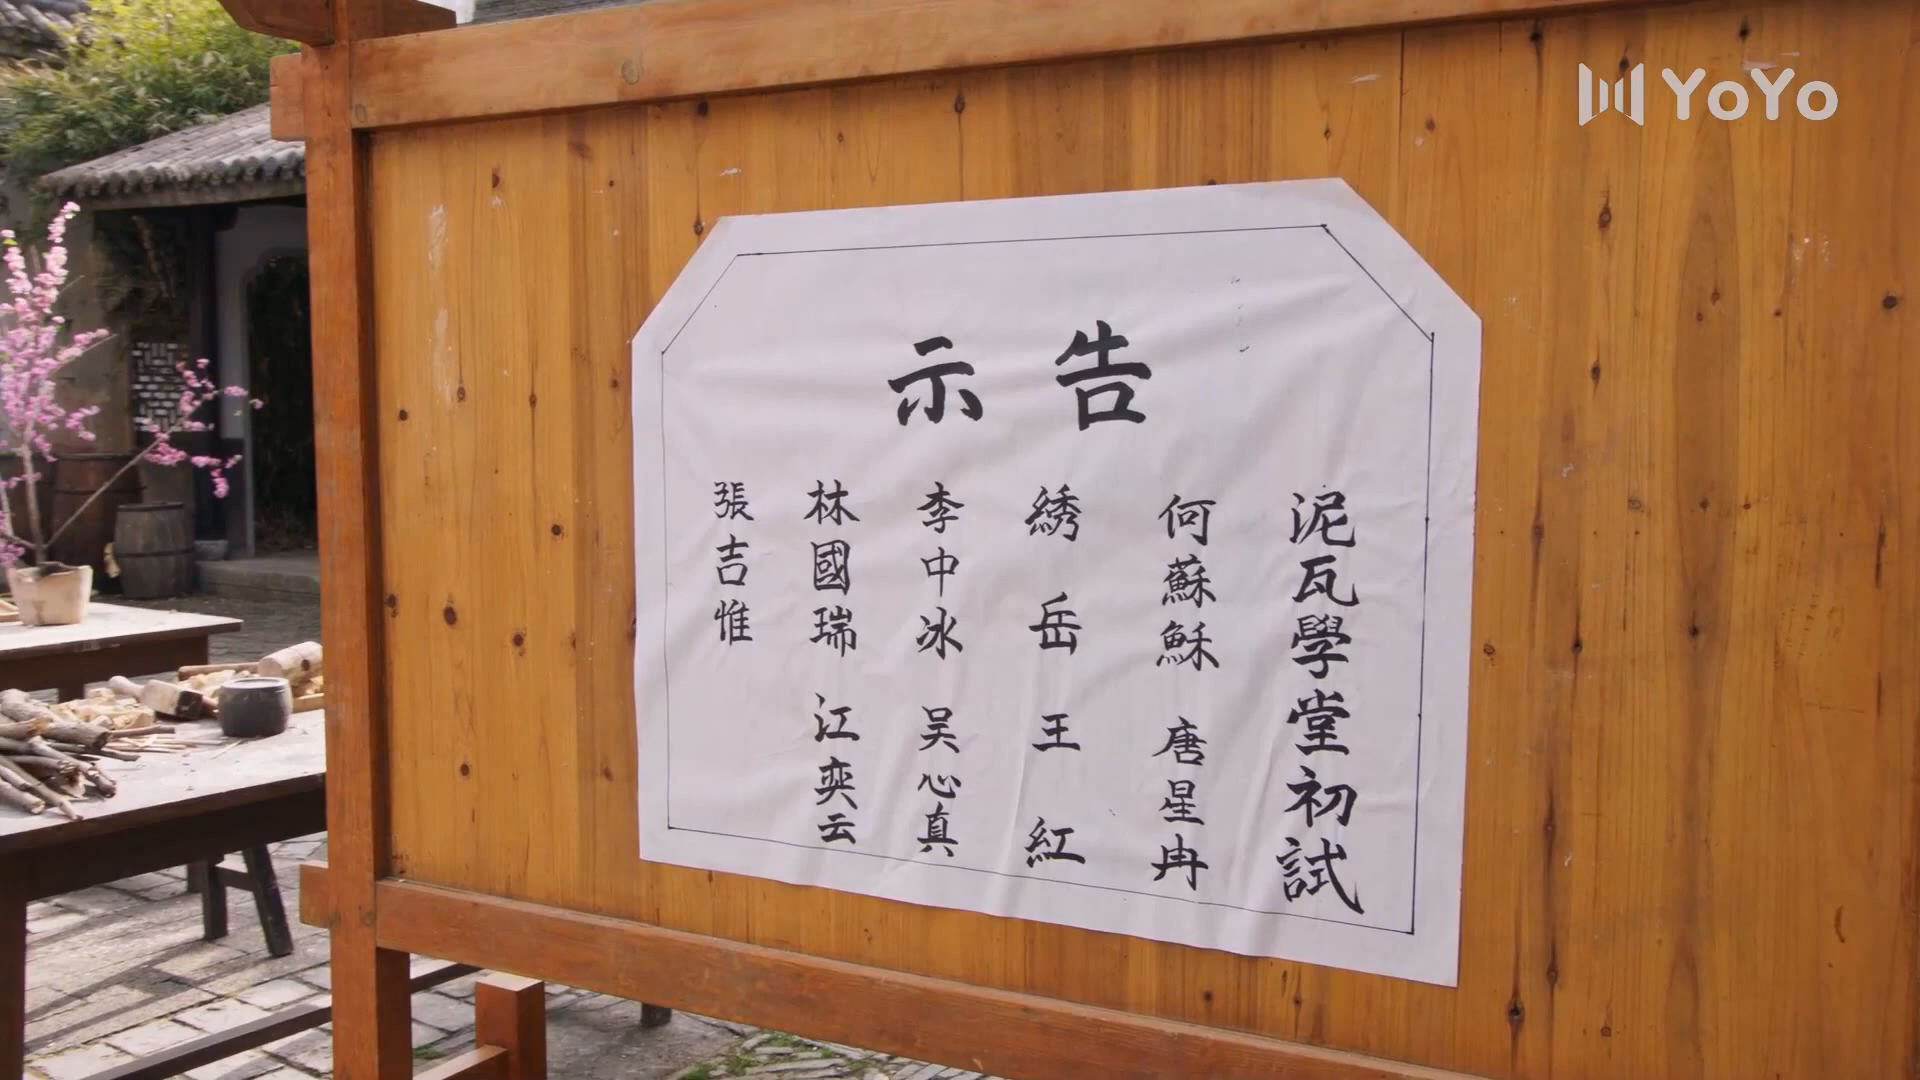 告示
泥瓦學堂初試
何蘇穌 唐星冉
綉岳 王紅
李中冰 吴心真
林國瑞 江奕云
張吉惟
YoYo